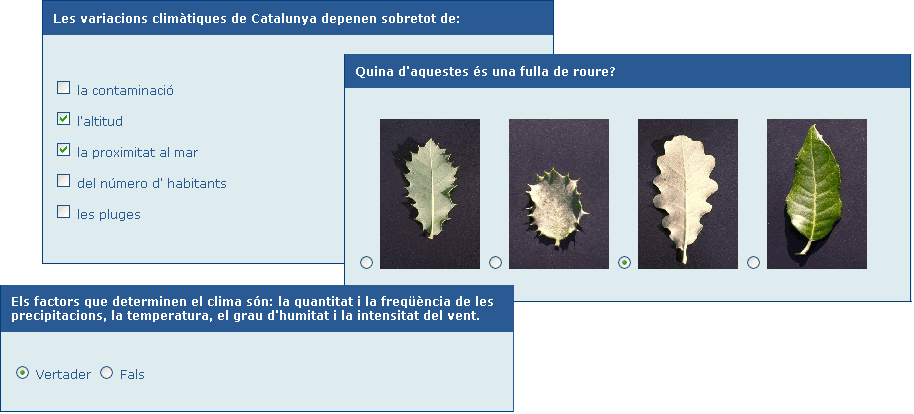 Les variacions climàtiques de Catalunya depenen sobretot de:
la contaminació
l'altitud
la proximitat al mar
del número d' habitants
les pluges
Quina d'aquestes és una fulla de roure?
Els factors que determinen el clima són: la quantitat i la freqüència de les
precipitacions, la temperatura, el grau d'humitat i la intensitat del vent.
Vertader
Fals